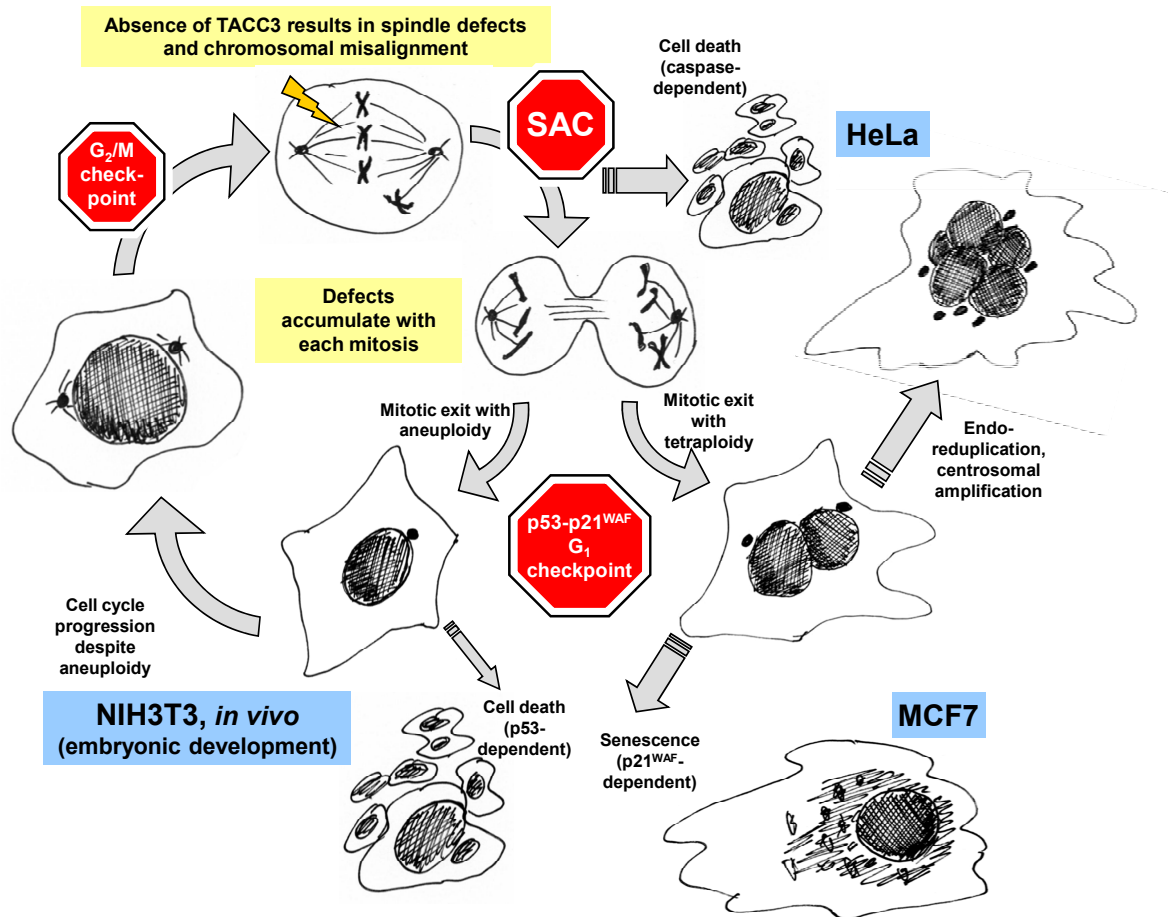 Absence of TACC3 results in spindle defects
and chromosomal misalignment
Cell death
(caspase-
dependent)
SAC
HeLa
G₂/M
check-
point
Defects
accumulate with
each mitosis
Mitotic exit with
aneuploidy
Mitotic exit
with
tetraploidy
Endo-
reduplication,
centrosomal
amplification
p53-p21ᵂᴬᶠ
G₁
checkpoint
Cell cycle
progression
despite
aneuploidy
NIH3T3, in vivo
(embryonic development)
Cell death
(p53-
dependent)
Senescence
(p21ᵂᴬᶠ-
dependent)
MCF7